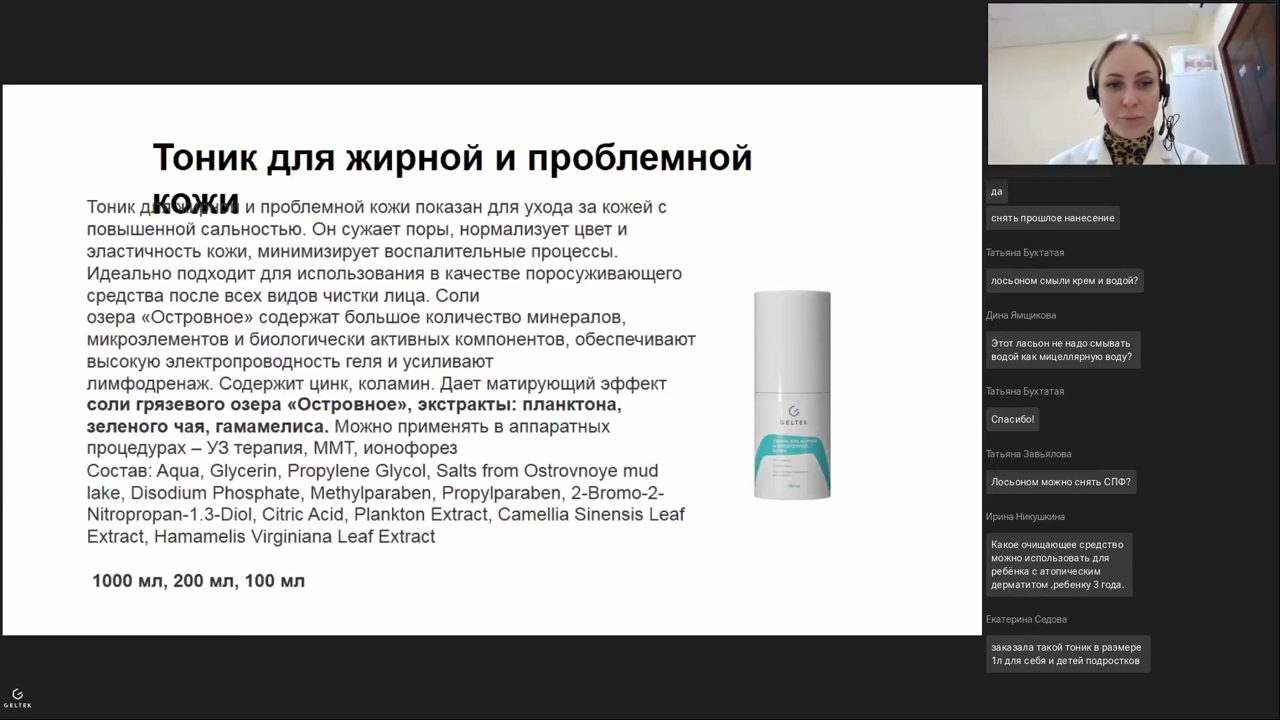 Тоник для жирной и проблемной
кожи
Тоник для жирной и проблемной кожи показан для ухода за кожей с
повышенной сальностью. Он сужает поры, нормализует цвет и
эластичность кожи, минимизирует воспалительные процессы.
Идеально подходит для использования в качестве поросуживающего
средства после всех видов чистки лица. Соли
озера «Островное» содержат большое количество минералов,
микроэлементов и биологически активных компонентов, обеспечивают
высокую электропроводность геля и усиливают
лимфодренаж. Содержит цинк, коламин. Дает матирующий эффект
соли грязевого озера «Островное», экстракты: планктона,
зеленого чая, гамамелиса. Можно применять в аппаратных
процедурах – УЗ терапия, ММТ, ионофорез
Состав: Aqua, Glycerin, Propylene Glycol, Salts from Ostrovnoye mud
lake, Disodium Phosphate, Methylparaben, Propylparaben, 2-Bromo-2-
Nitropropan-1.3-Diol, Citric Acid, Plankton Extract, Camellia Sinensis Leaf
Extract, Hamamelis Virginiana Leaf Extract
1000 мл, 200 мл, 100 мл
GELTEK
GELTEK
да
снять прошлое нанесение
Татьяна Бухтатая
лосьоном смыли крем и водой?
Дина Ямщикова
Этот ласьон не надо смывать
водой как мицеллярную воду?
Татьяна Бухтатая
Спасибо!
Татьяна Завьялова
Лосьоном можно снять СПФ?
Ирина Никушкина
Какое очищающее средство
можно использовать для
ребёнка с атопическим
дерматитом ,ребенку 3 года.
Екатерина Седова
заказала такой тоник в размере
1л для себя и детей подростков